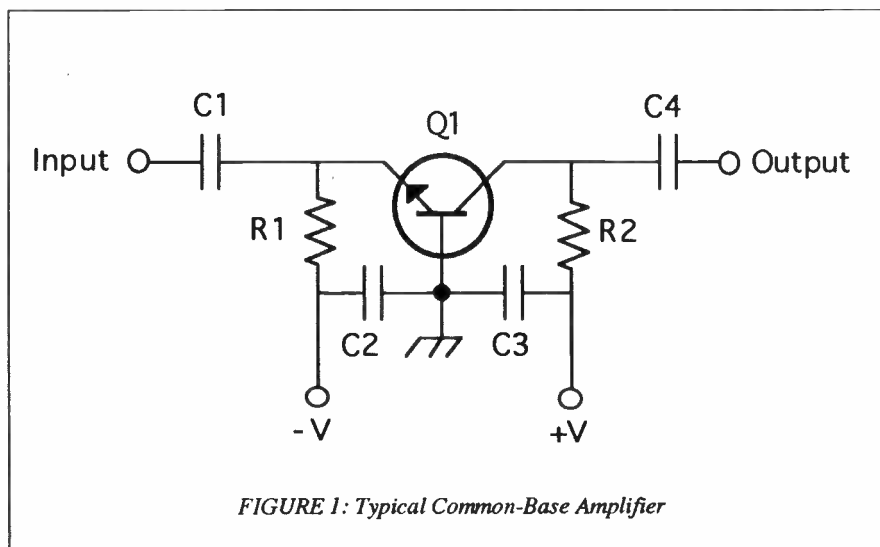 C1
Q1
C4
Input
Output
R1
R2
C2
C3
- V
+V
FIGURE 1: Typical Common-Base Amplifier